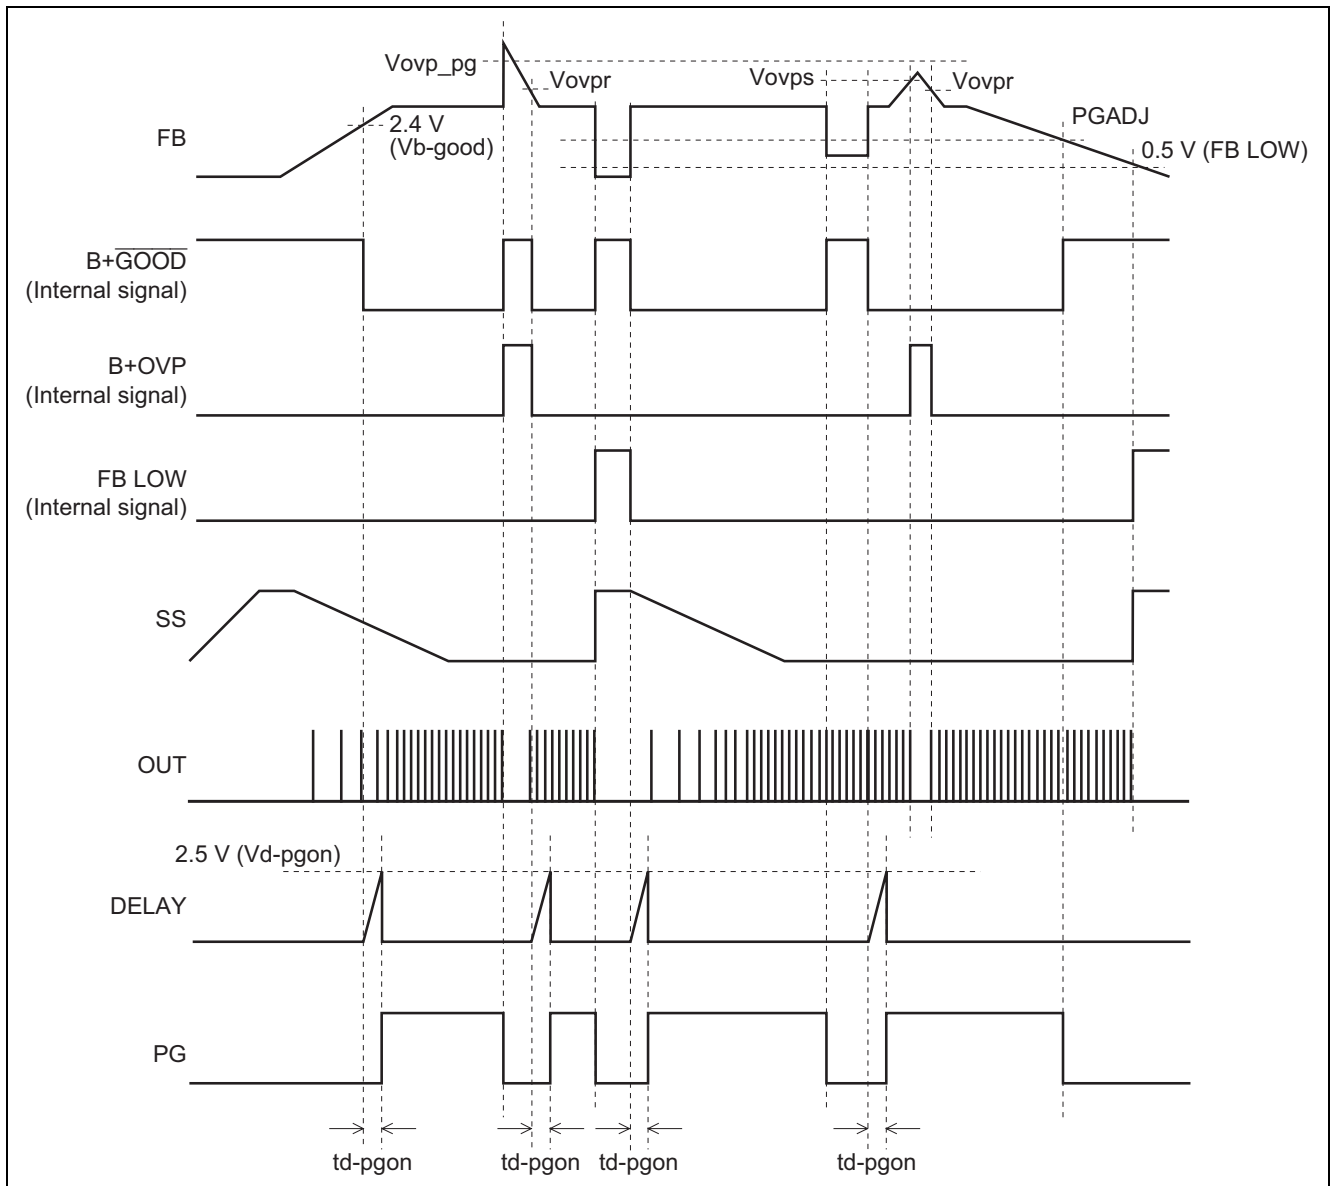 Vovp_pg
Vovpr
Vovps
Vovpr
FB
2.4 V
(Vb-good)
PGADJ
0.5 V (FB LOW)
B+G̅O̅O̅D̅
(Internal signal)
B+OVP
(Internal signal)
FB LOW
(Internal signal)
SS
OUT
2.5 V (Vd-pgon)
DELAY
PG
td-pgon
td-pgon
td-pgon
td-pgon